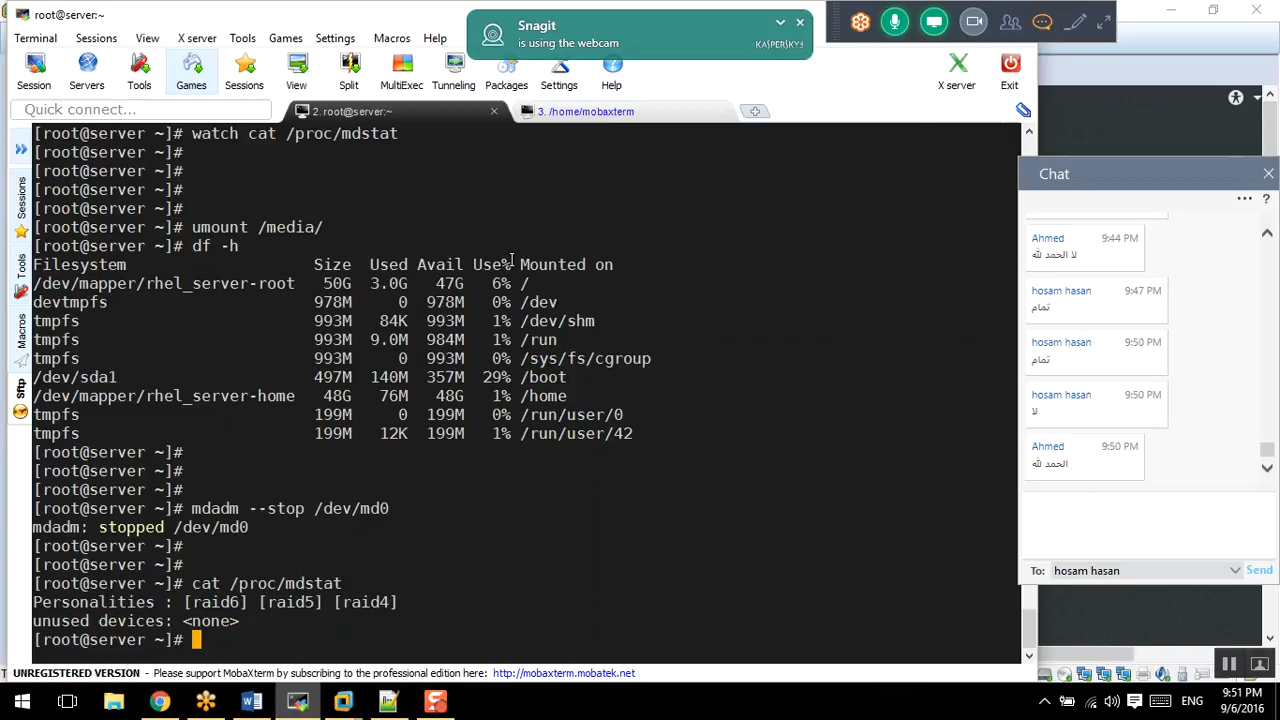 root@server:~
Snagit
is using the webcam
KASPERSKY
Terminal Sessions View X server Tools Games Settings Macros Help
Session Servers Tools Games Sessions View Split MultiExec Tunneling Packages Settings Help X server Exit
Quick connect...
2. root@server:~
3. /home/mobaxterm
[root@server ~]# watch cat /proc/mdstat
[root@server ~]#
[root@server ~]#
[root@server ~]#
[root@server ~]#
[root@server ~]# umount /media/
[root@server ~]# df -h
Filesystem Size Used Avail Use% Mounted on
/dev/mapper/rhel_server-root 50G 3.0G 47G 6% /
devtmpfs 978M 0 978M 0% /dev
tmpfs 993M 84K 993M 1% /dev/shm
tmpfs 993M 9.0M 984M 1% /run
tmpfs 993M 0 993M 0% /sys/fs/cgroup
/dev/sda1 497M 140M 357M 29% /boot
/dev/mapper/rhel_server-home 48G 76M 48G 1% /home
tmpfs 199M 0 199M 0% /run/user/0
tmpfs 199M 12K 199M 1% /run/user/42
[root@server ~]#
[root@server ~]#
[root@server ~]#
[root@server ~]# mdadm --stop /dev/md0
mdadm: stopped /dev/md0
[root@server ~]#
[root@server ~]#
[root@server ~]# cat /proc/mdstat
Personalities : [raid6] [raid5] [raid4]
unused devices: <none>
[root@server ~]#
Sessions
Tools
Macros
Sftp
UNREGISTERED VERSION - Please support MobaXterm by subscribing to the professional edition here: http://mobaxterm.mobatek.net
Chat
Ahmed 9:44 PM
لا الحمد لله
hosam hasan 9:47 PM
تمام
hosam hasan 9:50 PM
تمام
hosam hasan 9:50 PM
لا
Ahmed 9:50 PM
الحمد لله
To: hosam hasan Send
ENG
9:51 PM
9/6/2016